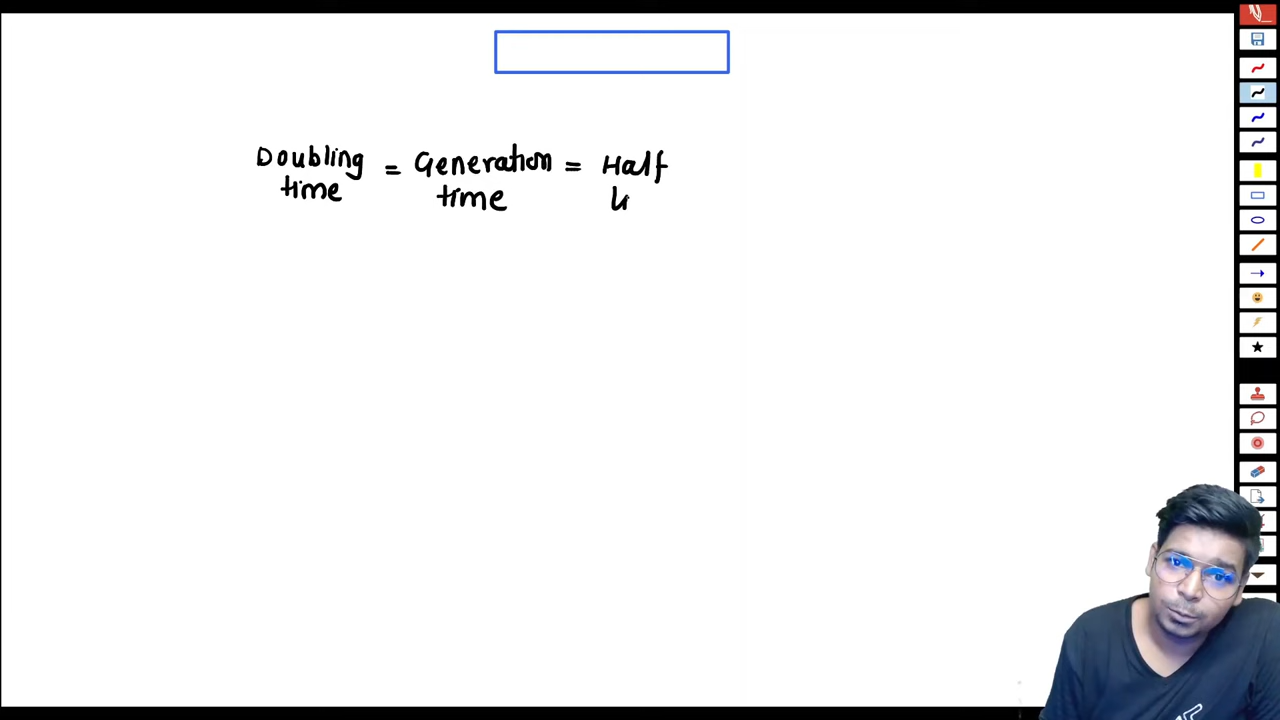 Doubling = Generation = Half
time time